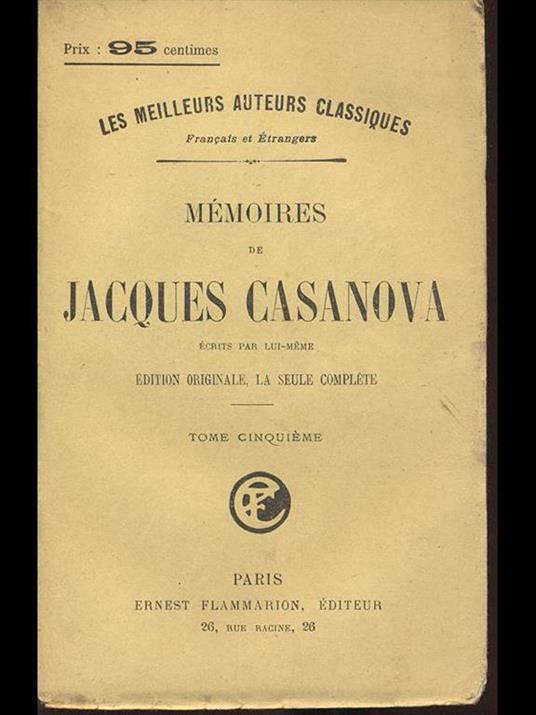 Prix : 95 centimes
LES MEILLEURS AUTEURS CLASSIQUES
Français et Étrangers
MÉMOIRES
DE
JACQUES CASANOVA
ÉCRITS PAR LUI-MÊME
ÉDITION ORIGINALE, LA SEULE COMPLÈTE
TOME CINQUIÈME
PARIS
ERNEST FLAMMARION, ÉDITEUR
26, RUE RACINE, 26